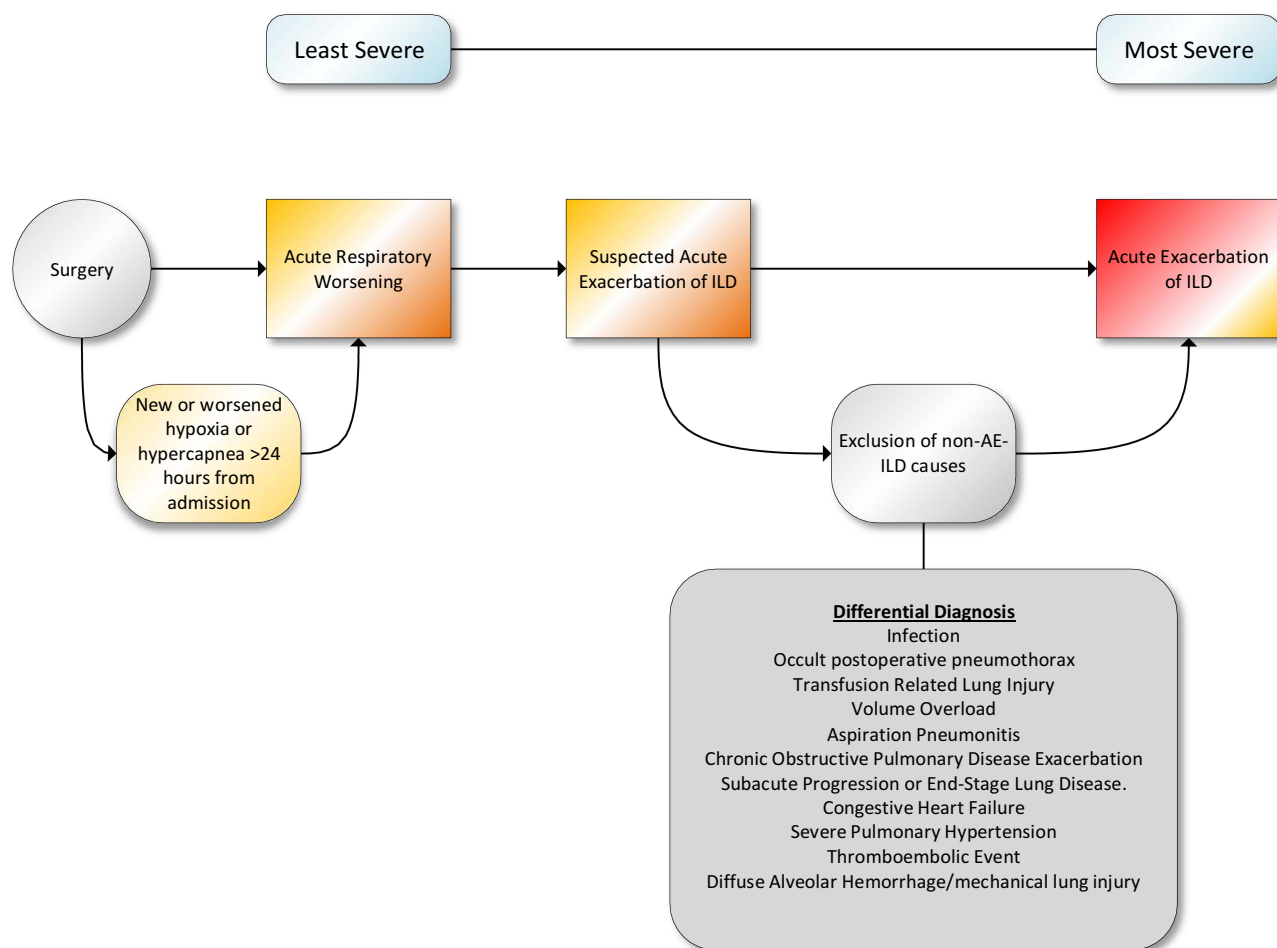 Least Severe
Most Severe
Surgery
Acute Respiratory
Worsening
Suspected Acute
Exacerbation of ILD
Acute Exacerbation
of ILD
New or worsened
hypoxia or
hypercapnea >24
hours from
admission
Exclusion of non-AE-
ILD causes
Differential Diagnosis
Infection
Occult postoperative pneumothorax
Transfusion Related Lung Injury
Volume Overload
Aspiration Pneumonitis
Chronic Obstructive Pulmonary Disease Exacerbation
Subacute Progression or End-Stage Lung Disease.
Congestive Heart Failure
Severe Pulmonary Hypertension
Thromboembolic Event
Diffuse Alveolar Hemorrhage/mechanical lung injury